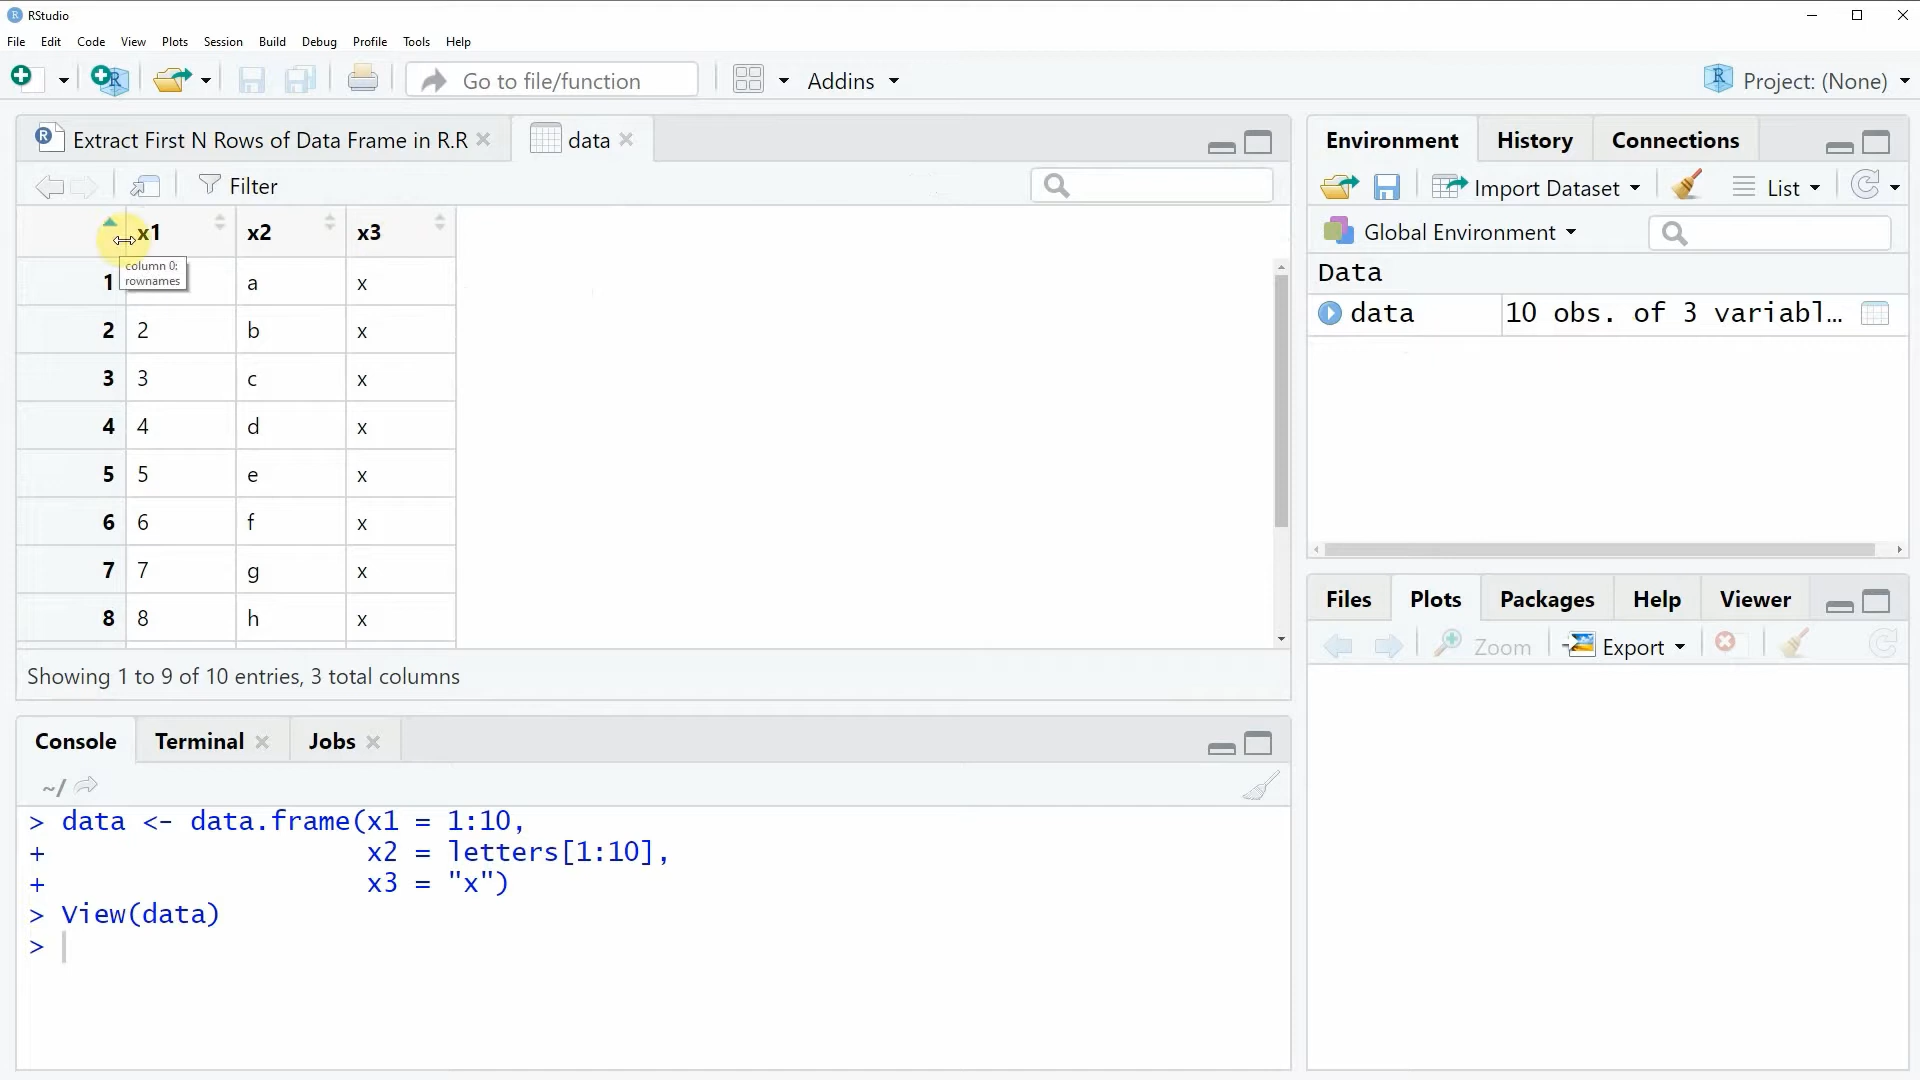 RStudio
File Edit Code View Plots Session Build Debug Profile Tools Help
Go to file/function Addins Project: (None)
Extract First N Rows of Data Frame in R.R data
Filter
x1 x2 x3
column 0:
rownames
1 a x
2 2 b x
3 3 c x
4 4 d x
5 5 e x
6 6 f x
7 7 g x
8 8 h x
Showing 1 to 9 of 10 entries, 3 total columns
Console Terminal Jobs
~/
> data <- data.frame(x1 = 1:10,
+                    x2 = letters[1:10],
+                    x3 = "x")
> View(data)
>
Environment History Connections
Import Dataset List
Global Environment
Data
data 10 obs. of 3 variabl…
Files Plots Packages Help Viewer
Zoom Export